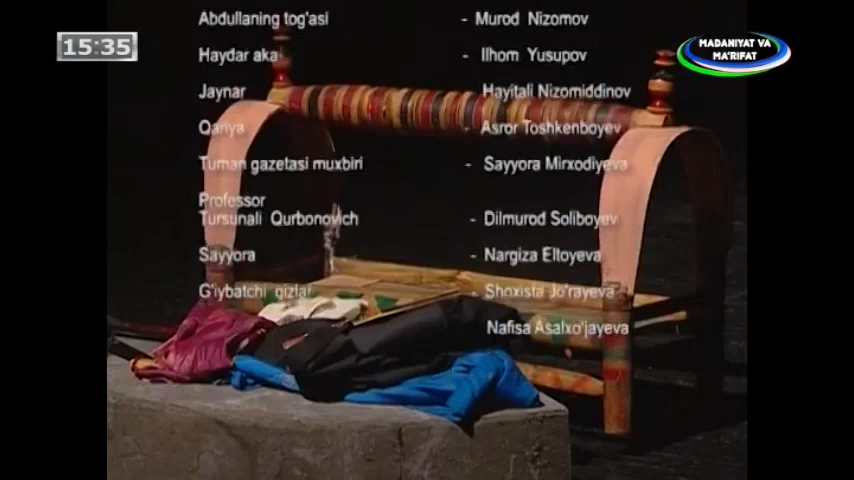 15:35
MADANIYAT VA
MA'RIFAT
Abdullaning tog'asi - Murod Nizomov
Haydar aka - Ilhom Yusupov
Jaynar - Hayitali Nizomiddinov
Qariya - Asror Toshkenboyev
Tuman gazetasi muxbiri - Sayyora Mirxodiyeva
Professor
Tursunali Qurbonovich - Dilmurod Soliboyev
Sayyora - Nargiza Eltoyeva
G'iybatchi qizlar - Shoxista Jo'rayeva
Nafisa Asalxo'jayeva